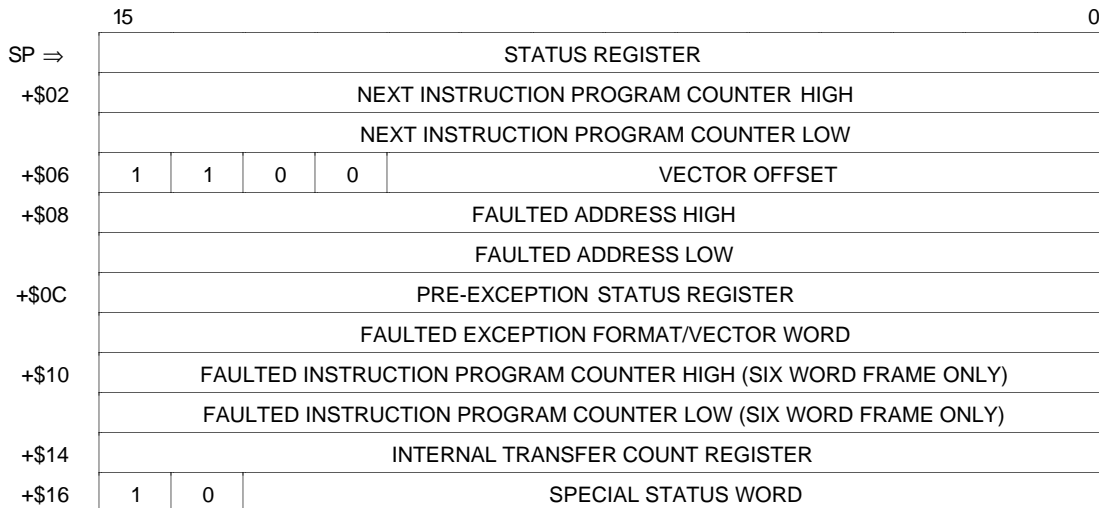 15 0
SP ⇒ STATUS REGISTER
+$02 NEXT INSTRUCTION PROGRAM COUNTER HIGH
NEXT INSTRUCTION PROGRAM COUNTER LOW
+$06 1 1 0 0 VECTOR OFFSET
+$08 FAULTED ADDRESS HIGH
FAULTED ADDRESS LOW
+$0C PRE-EXCEPTION STATUS REGISTER
FAULTED EXCEPTION FORMAT/VECTOR WORD
+$10 FAULTED INSTRUCTION PROGRAM COUNTER HIGH (SIX WORD FRAME ONLY)
FAULTED INSTRUCTION PROGRAM COUNTER LOW (SIX WORD FRAME ONLY)
+$14 INTERNAL TRANSFER COUNT REGISTER
+$16 1 0 SPECIAL STATUS WORD